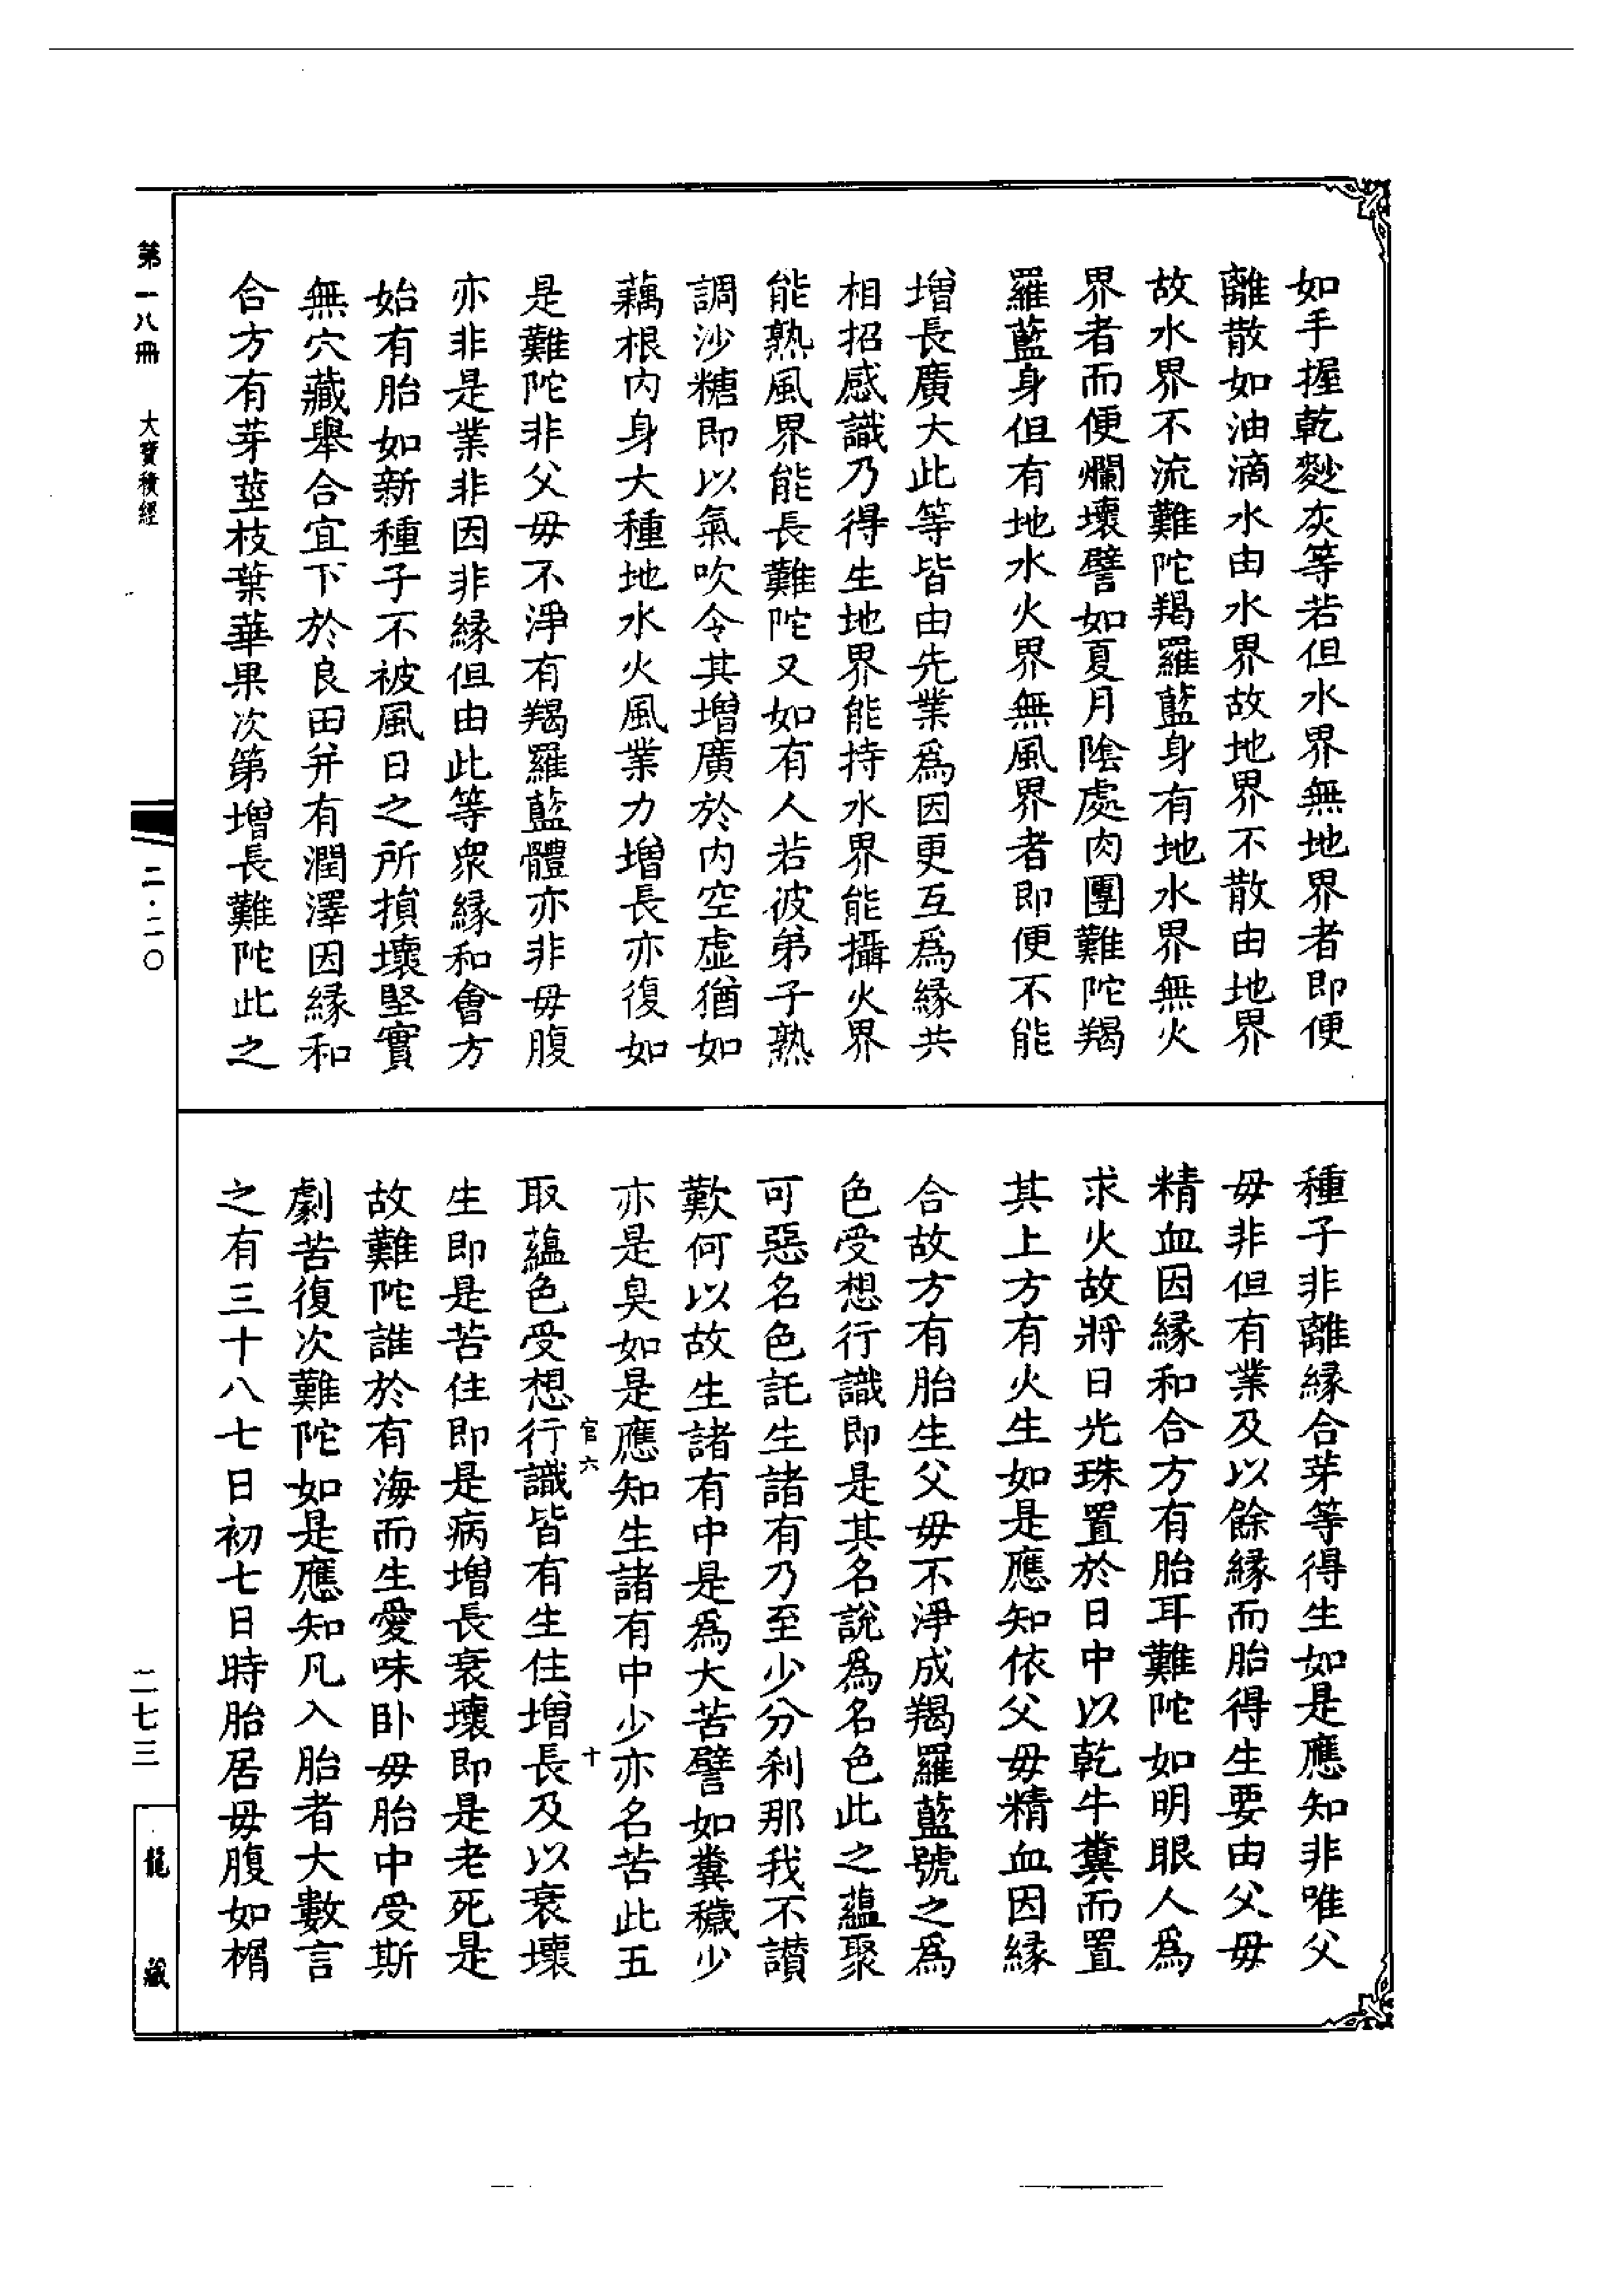 如手握乾麨灰等若但水界無地界者即便
離散如油滴水由水界故地界不散由地界
故水界不流難陀羯羅藍身有地水界無火
界者而便爛壞譬如夏月陰處肉團難陀羯
羅藍身但有地水火界無風界者即便不能
增長廣大此等皆由先業爲因更互爲緣共
相招感識乃得生地界能持水界能攝火界
能熟風界能長難陀又如有人若彼弟子熟
調沙糖即以氣吹令其增廣於内空虛猶如
藕根内身大種地水火風業力增長亦復如
是難陀非父母不淨有羯羅藍體亦非母腹
亦非是業非因非緣但由此等衆緣和會方
始有胎如新種子不被風日之所損壞堅實
無穴藏舉合宜下於良田并有潤澤因緣和
合方有芽莖枝葉華果次第增長難陀此之
種子非離緣合芽等得生如是應知非唯父
母非但有業及以餘緣而胎得生要由父母
精血因緣和合方有胎耳難陀如明眼人爲
求火故將日光珠置於日中以乾牛糞而置
其上方有火生如是應知依父母精血因緣
合故方有胎生父母不淨成羯羅藍號之爲
色受想行識即是其名說爲名色此之蘊聚
可惡名色託生諸有乃至少分刹那我不讃
歎何以故生諸有中是爲大苦譬如糞穢少
亦是臭如是應知生諸有中少亦名苦此五
官六 十
取蘊色受想行識皆有生住增長及以衰壞
生即是苦住即是病增長衰壞即是老死是
故難陀誰於有海而生愛味卧母胎中受斯
劇苦復次難陀如是應知凡入胎者大數言
之有三十八七日初七日時胎居母腹如榍
第一八冊 大寶積經
二·二〇
二七三
龍藏